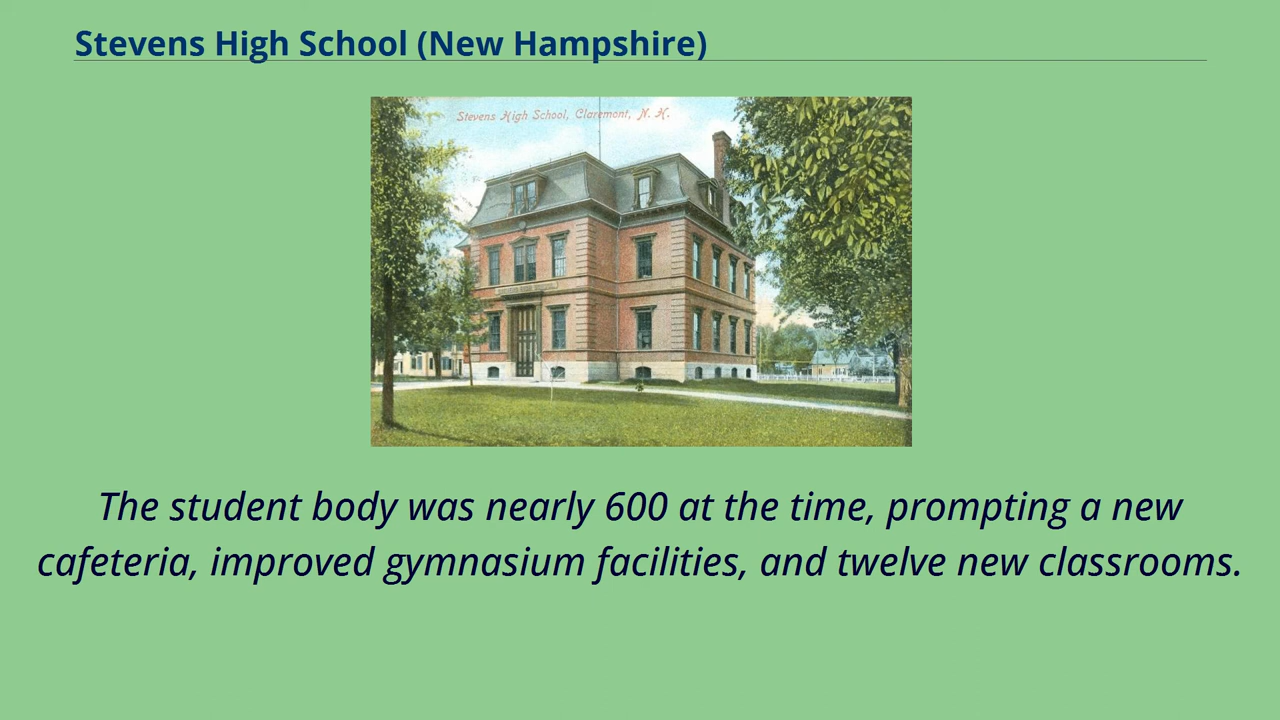 Stevens High School (New Hampshire)
Stevens High School, Claremont, N. H.
The student body was nearly 600 at the time, prompting a new
cafeteria, improved gymnasium facilities, and twelve new classrooms.